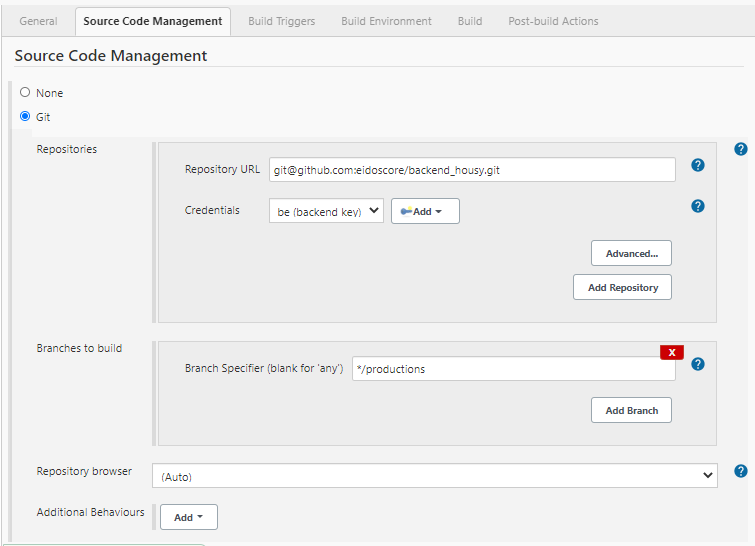 General Source Code Management Build Triggers Build Environment Build Post-build Actions
Source Code Management
None
Git
Repositories
Repository URL git@github.com:eidoscore/backend_housy.git
Credentials be (backend key) Add
Advanced...
Add Repository
Branches to build
X
Branch Specifier (blank for 'any') */productions
Add Branch
Repository browser (Auto)
Additional Behaviours Add